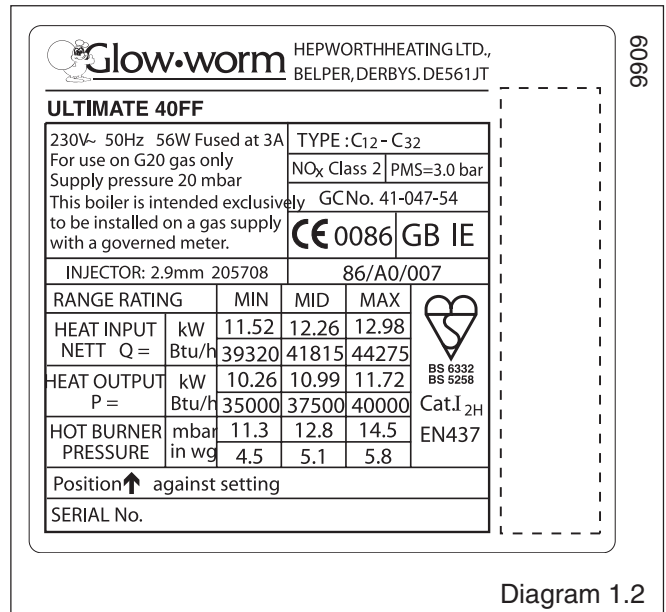 Glow•worm
HEPWORTHHEATING LTD.,
BELPER, DERBYS. DE56 1JT
9909
ULTIMATE 40FF
230V~ 50Hz 56W Fused at 3A
For use on G20 gas only
Supply pressure 20 mbar
This boiler is intended exclusively
to be installed on a gas supply
with a governed meter.
TYPE :C12 - C32
NOX Class 2 PMS=3.0 bar
GC No. 41-047-54
CE 0086 GB IE
INJECTOR: 2.9mm 205708 86/A0/007
RANGE RATING MIN MID MAX
HEAT INPUT kW 11.52 12.26 12.98
NETT Q = Btu/h 39320 41815 44275
HEAT OUTPUT kW 10.26 10.99 11.72
P = Btu/h 35000 37500 40000
HOT BURNER mbar 11.3 12.8 14.5
PRESSURE in wg 4.5 5.1 5.8
BS 6332
BS 5258
Cat.I 2H
EN437
Position↑ against setting
SERIAL No.
Diagram 1.2